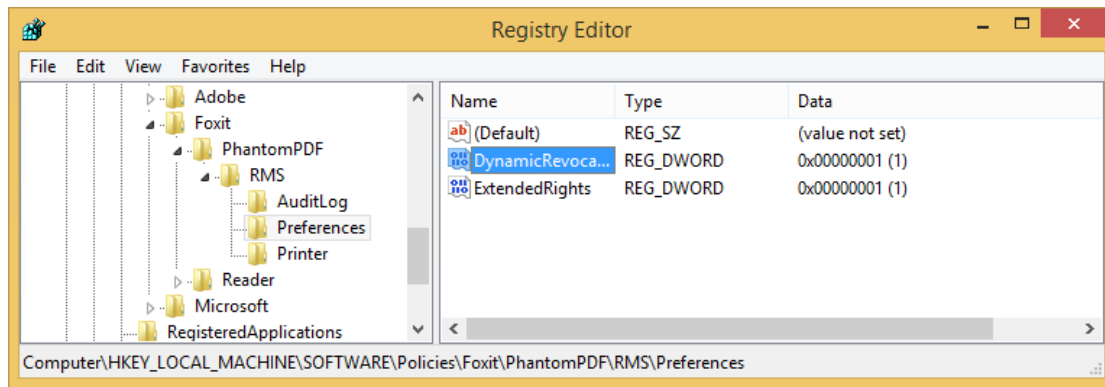 Registry Editor
File Edit View Favorites Help
Adobe
Foxit
PhantomPDF
RMS
AuditLog
Preferences
Printer
Reader
Microsoft
RegisteredApplications
Name Type Data
(Default) REG_SZ (value not set)
DynamicRevoca... REG_DWORD 0x00000001 (1)
ExtendedRights REG_DWORD 0x00000001 (1)
Computer\HKEY_LOCAL_MACHINE\SOFTWARE\Policies\Foxit\PhantomPDF\RMS\Preferences